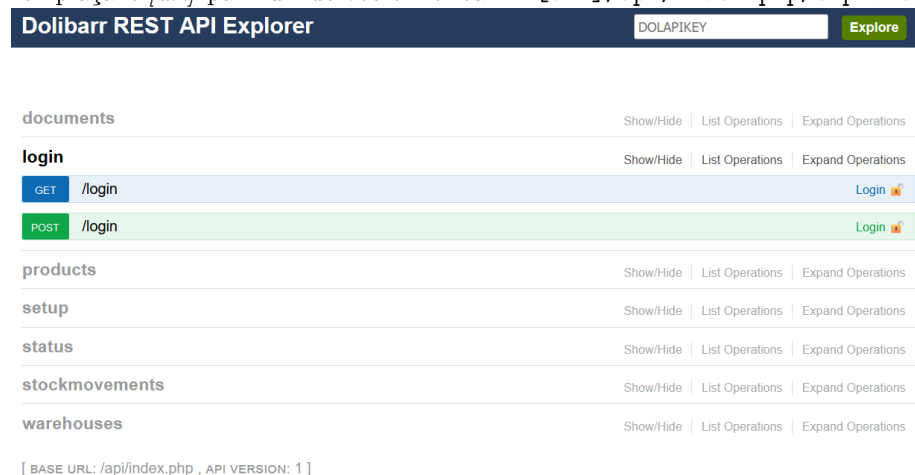 Dolibarr REST API Explorer DOLAPIKEY Explore
documents Show/Hide List Operations Expand Operations
login Show/Hide List Operations Expand Operations
GET /login Login
POST /login Login
products Show/Hide List Operations Expand Operations
setup Show/Hide List Operations Expand Operations
status Show/Hide List Operations Expand Operations
stockmovements Show/Hide List Operations Expand Operations
warehouses Show/Hide List Operations Expand Operations
[ BASE URL: /api/index.php , API VERSION: 1 ]